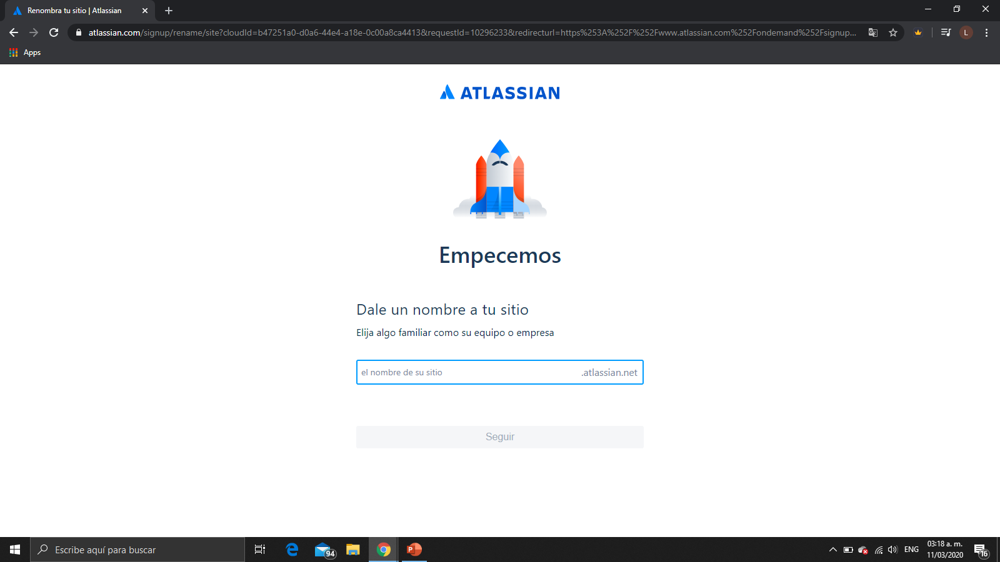 Renombra tu sitio | Atlassian
atlassian.com/signup/rename/site?cloudId=b47251a0-d0a6-44e4-a18e-0c00a8ca4413&requestId=10296233&redirecturl=https%253A%252F%252Fwww.atlassian.com%252Fondemand%252Fsignup...
L
Apps
ATLASSIAN
Empecemos
Dale un nombre a tu sitio
Elija algo familiar como su equipo o empresa
el nombre de su sitio .atlassian.net
Seguir
Escribe aquí para buscar
94
P
ENG
03:18 a. m.
11/03/2020
16